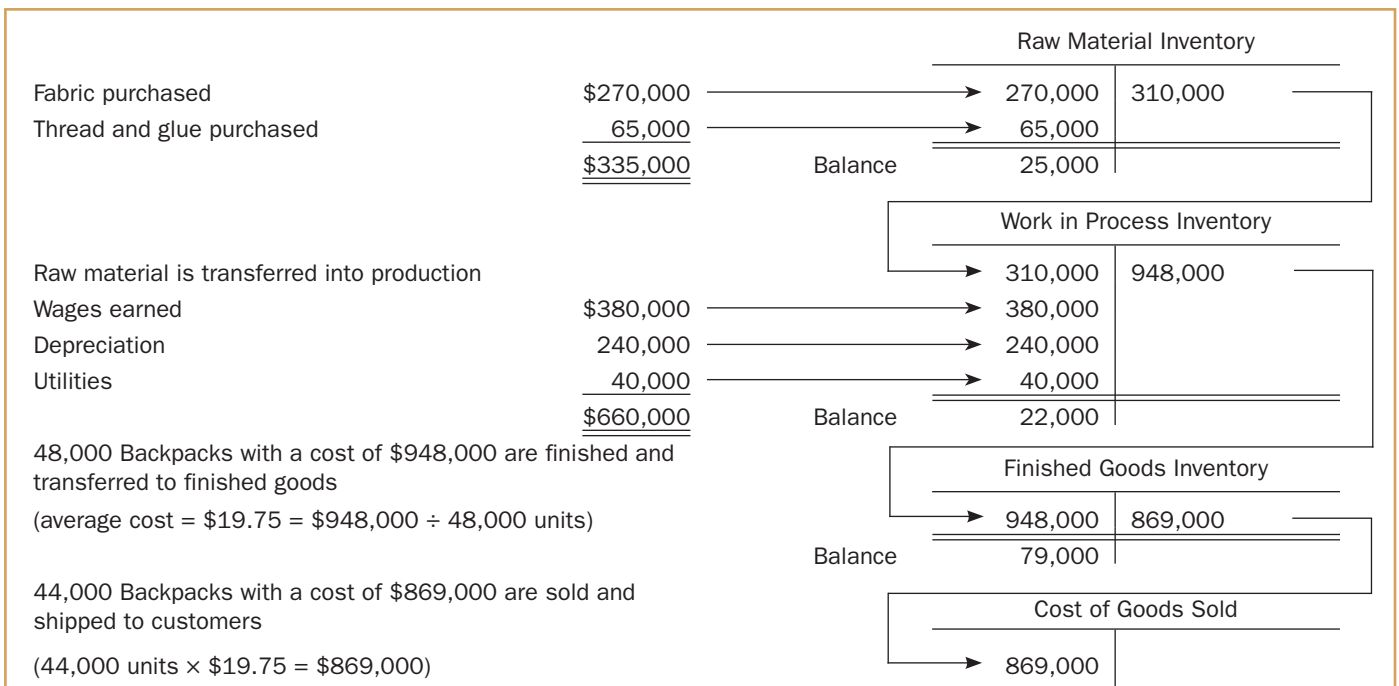 Raw Material Inventory
Fabric purchased $270,000 270,000 310,000
Thread and glue purchased 65,000 65,000
$335,000 Balance 25,000
Work in Process Inventory
Raw material is transferred into production 310,000 948,000
Wages earned $380,000 380,000
Depreciation 240,000 240,000
Utilities 40,000 40,000
$660,000 Balance 22,000
48,000 Backpacks with a cost of $948,000 are finished and
transferred to finished goods
Finished Goods Inventory
(average cost = $19.75 = $948,000 ÷ 48,000 units) 948,000 869,000
Balance 79,000
44,000 Backpacks with a cost of $869,000 are sold and
shipped to customers
Cost of Goods Sold
(44,000 units × $19.75 = $869,000) 869,000